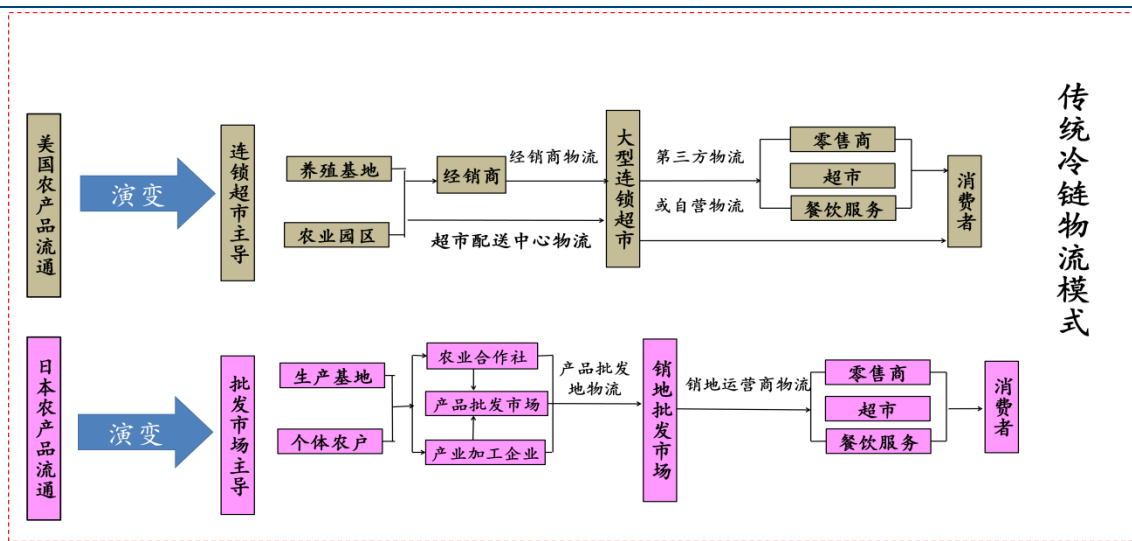 传统冷链物流模式
美国农产品流通
演变
连锁超市主导
养殖基地
农业园区
经销商
经销商物流
超市配送中心物流
大型连锁超市
第三方物流
或自营物流
零售商
超市
餐饮服务
消费者
日本农产品流通
演变
批发市场主导
生产基地
个体农户
农业合作社
产品批发市场
产业加工企业
产品批发
地物流
销地批发市场
销地运营商物流
零售商
超市
餐饮服务
消费者